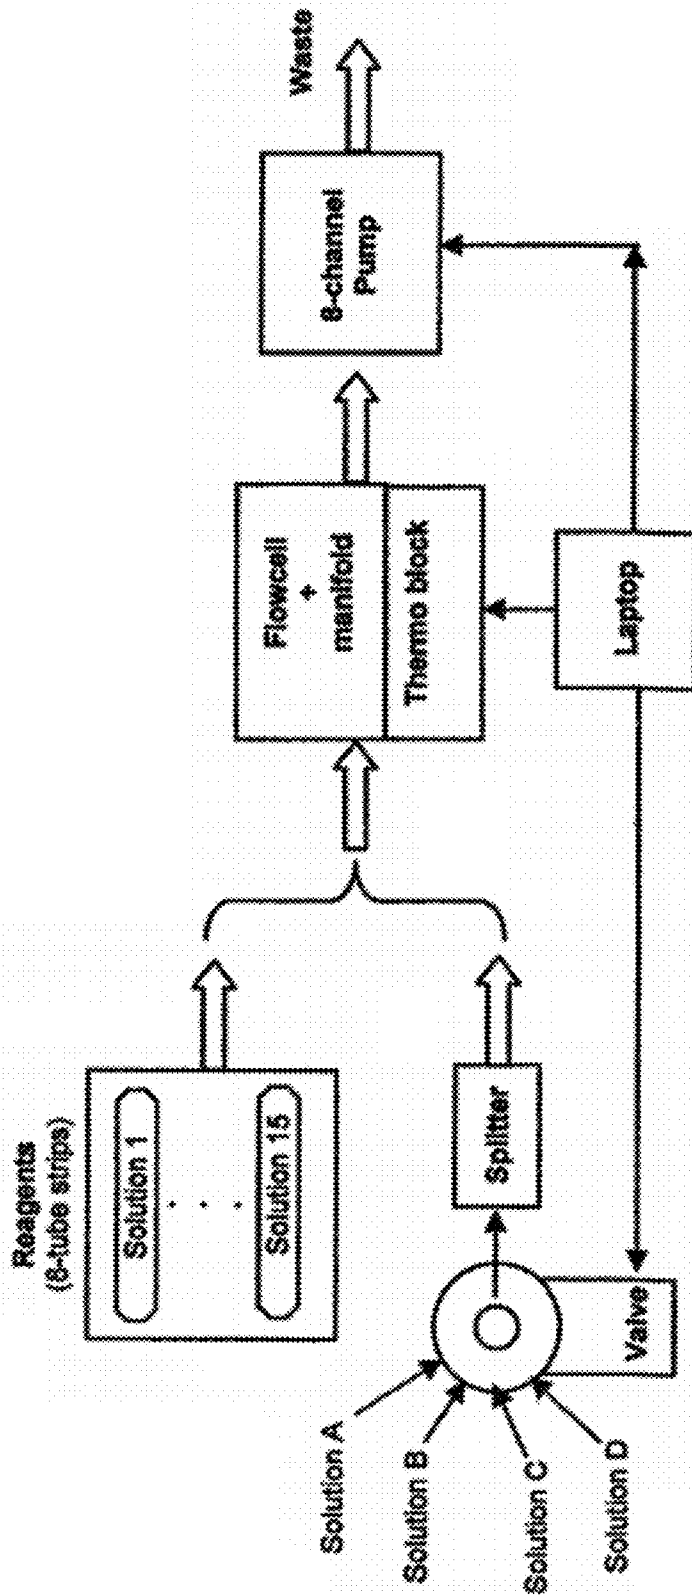 Reagents
(8-tube strips)
Solution 1
Solution 15
Solution A
Solution B
Solution C
Solution D
Valve
Splitter
Flowcell
+
manifold
Thermo block
Laptop
8-channel
Pump
Waste